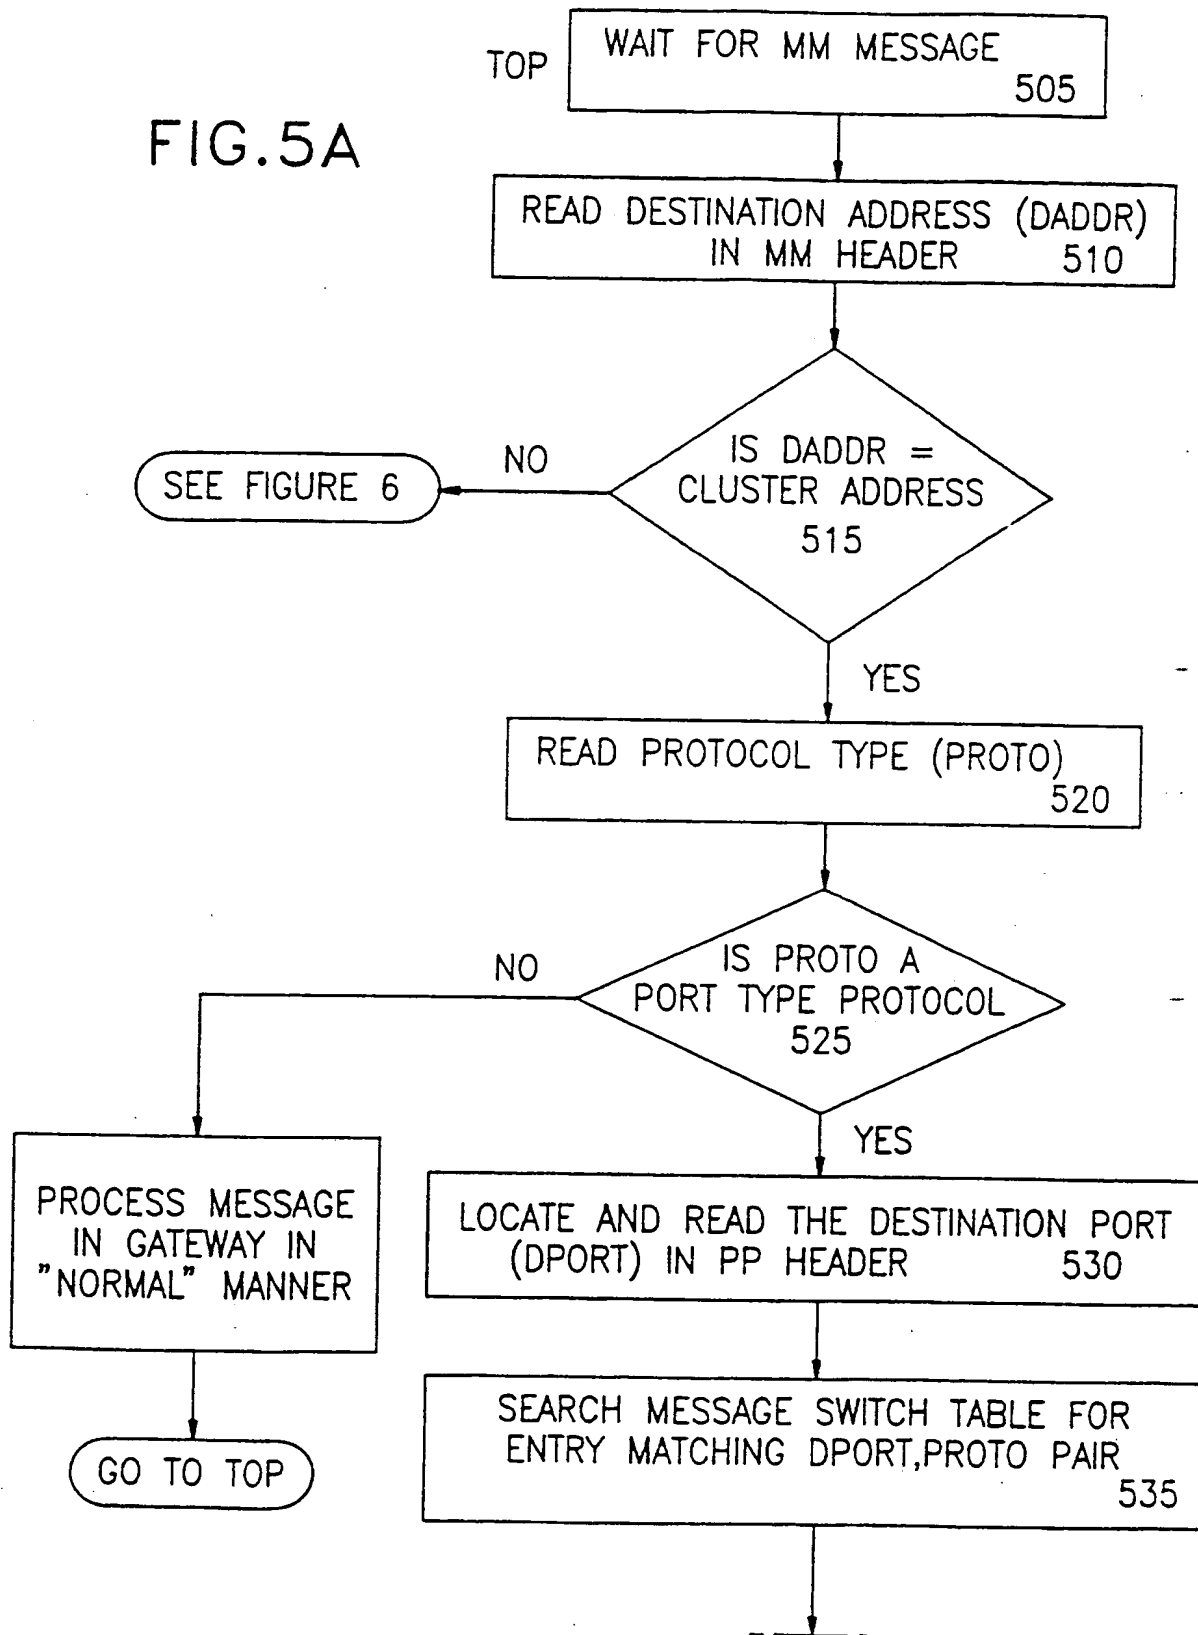 TOP
WAIT FOR MM MESSAGE
505
FIG.5A
READ DESTINATION ADDRESS (DADDR)
IN MM HEADER 510
IS DADDR =
CLUSTER ADDRESS
515
NO
SEE FIGURE 6
YES
READ PROTOCOL TYPE (PROTO)
520
IS PROTO A
PORT TYPE PROTOCOL
525
NO
YES
PROCESS MESSAGE
IN GATEWAY IN
"NORMAL" MANNER
LOCATE AND READ THE DESTINATION PORT
(DPORT) IN PP HEADER 530
SEARCH MESSAGE SWITCH TABLE FOR
ENTRY MATCHING DPORT,PROTO PAIR
535
GO TO TOP